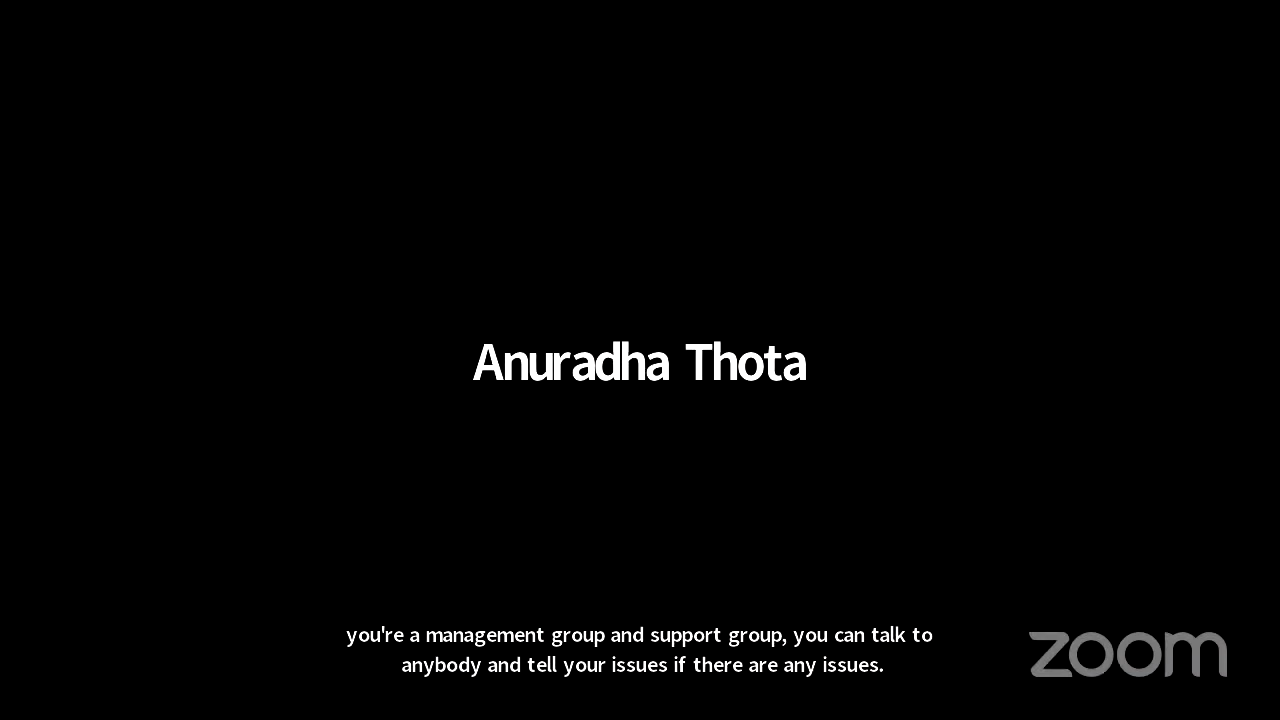 Anuradha Thota
you're a management group and support group, you can talk to
anybody and tell your issues if there are any issues.
zoom